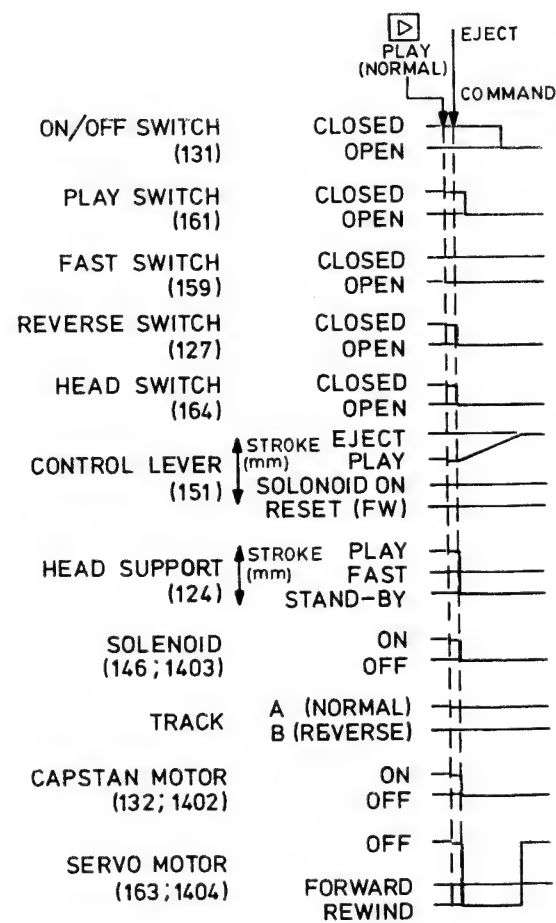 EJECT
PLAY
(NORMAL)
COMMAND
ON/OFF SWITCH CLOSED
(131) OPEN
PLAY SWITCH CLOSED
(161) OPEN
FAST SWITCH CLOSED
(159) OPEN
REVERSE SWITCH CLOSED
(127) OPEN
HEAD SWITCH CLOSED
(164) OPEN
STROKE EJECT
CONTROL LEVER (mm) PLAY
(151) SOLONOID ON
RESET (FW)
STROKE PLAY
HEAD SUPPORT (mm) FAST
(124) STAND-BY
SOLENOID ON
(146; 1403) OFF
TRACK A (NORMAL)
B (REVERSE)
CAPSTAN MOTOR ON
(132; 1402) OFF
OFF
SERVO MOTOR
(163; 1404) FORWARD
REWIND